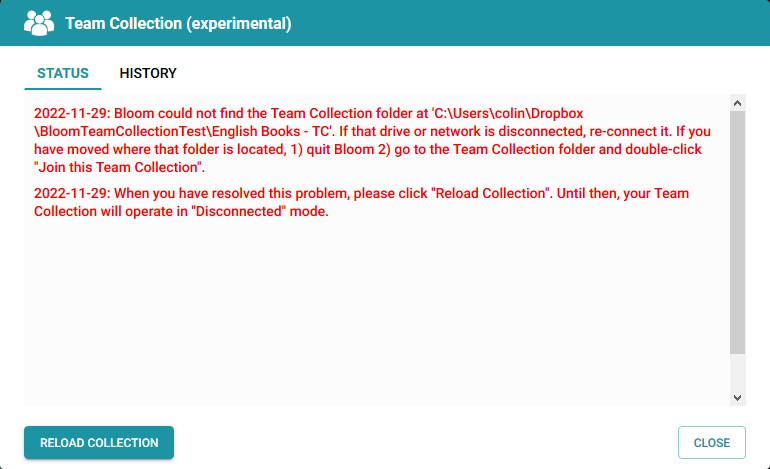 Team Collection (experimental)
STATUS HISTORY
2022-11-29: Bloom could not find the Team Collection folder at 'C:\Users\colin\Dropbox
\BloomTeamCollectionTest\English Books - TC'. If that drive or network is disconnected, re-connect it. If you
have moved where that folder is located, 1) quit Bloom 2) go to the Team Collection folder and double-click
"Join this Team Collection".
2022-11-29: When you have resolved this problem, please click "Reload Collection". Until then, your Team
Collection will operate in "Disconnected" mode.
RELOAD COLLECTION CLOSE